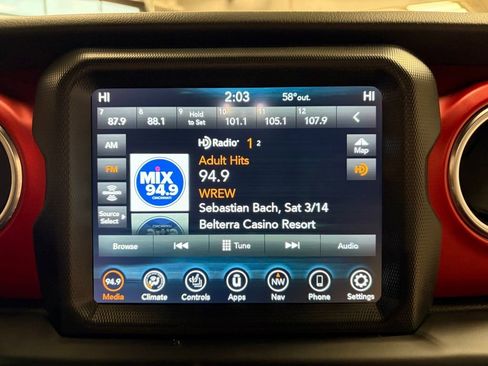 HI 2:03 58°out. HI
7 87.9 8 88.1 9 Hold to Set 10 101.1 11 105.1 12 107.9
AM HD Radio 1 2 Map
Adult Hits
FM MIX 94.9 CINCINNATI 94.9 HD
WREW
Source Select Sebastian Bach, Sat 3/14
Belterra Casino Resort
Browse Tune Audio
94.9 NW
Media Climate Controls Apps Nav Phone Settings